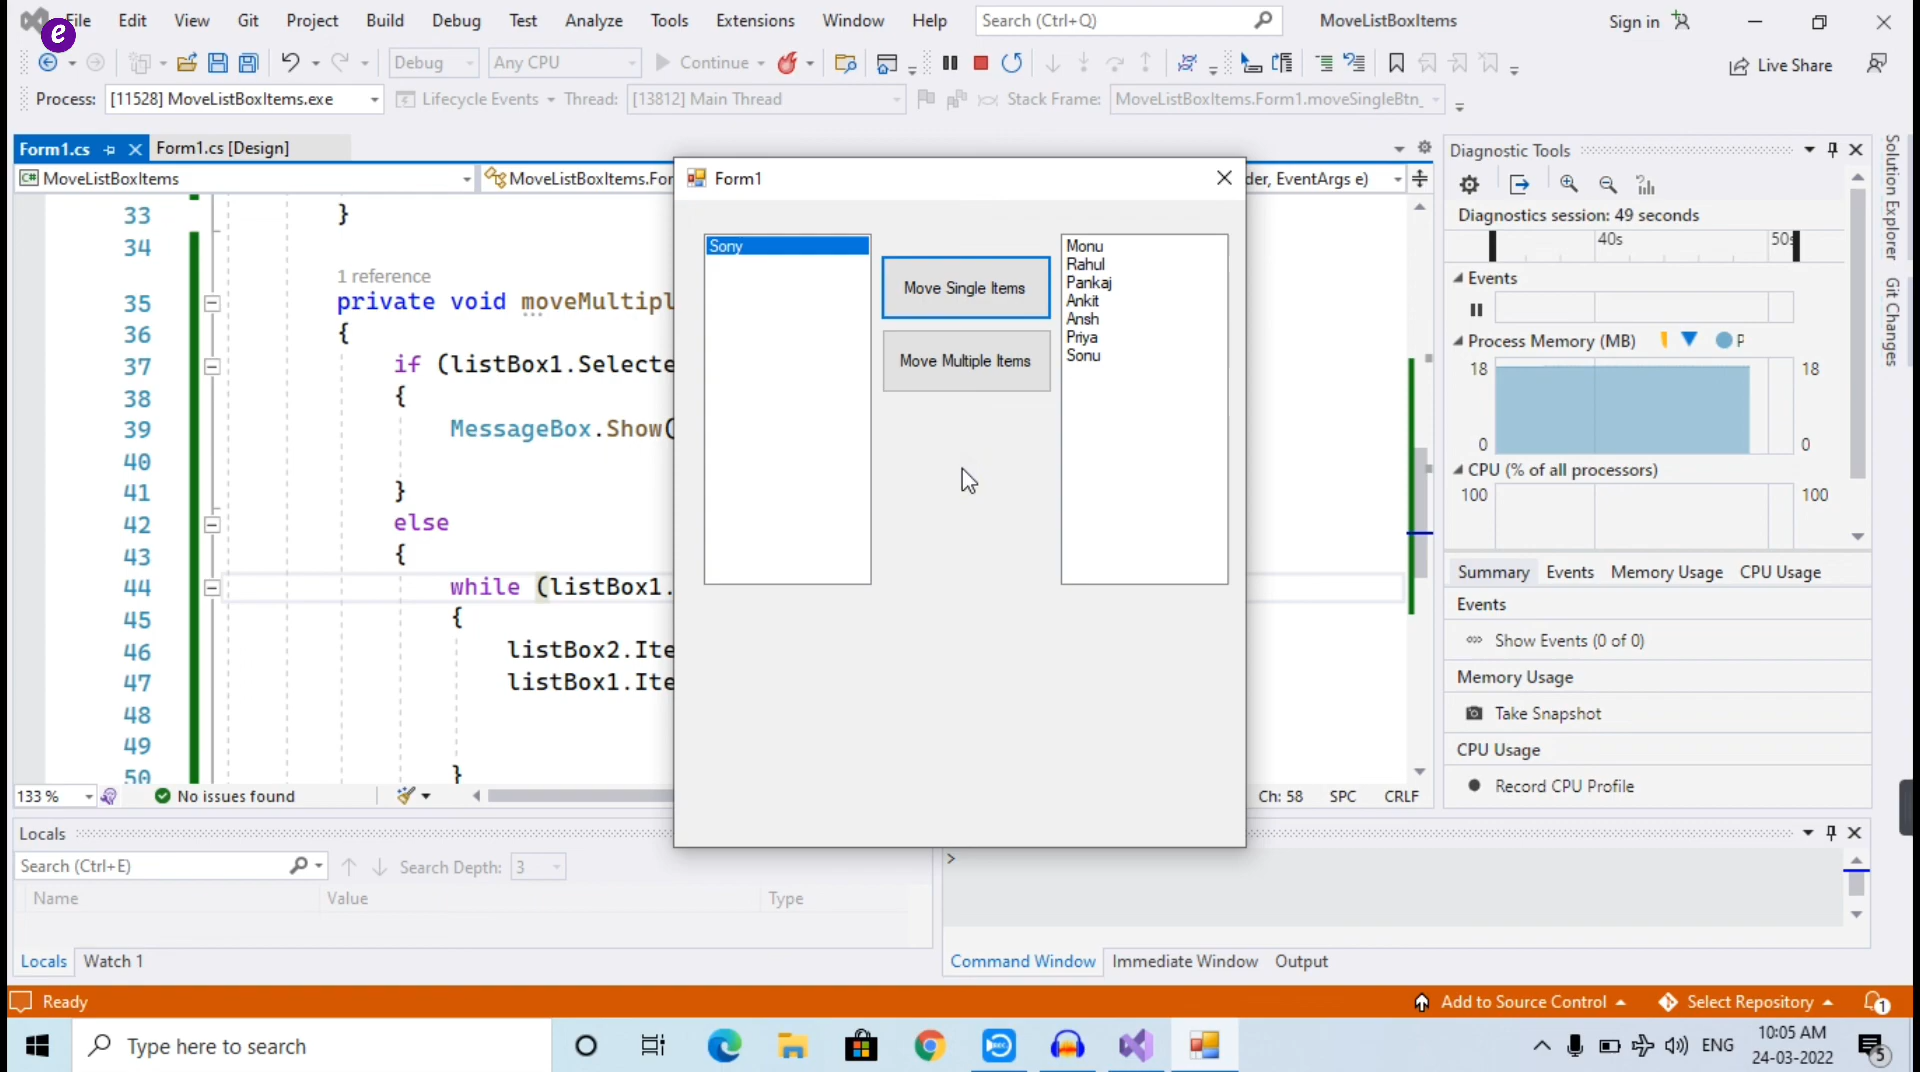 e
File Edit View Git Project Build Debug Test Analyze Tools Extensions Window Help Search (Ctrl+Q) MoveListBoxItems Sign in
Debug Any CPU Continue Live Share
Process: [11528] MoveListBoxItems.exe Lifecycle Events Thread: [13812] Main Thread Stack Frame: MoveListBoxItems.Form1.moveSingleBtn_
Form1.cs Form1.cs [Design]
C# MoveListBoxItems MoveListBoxItems.For der, EventArgs e)
33 }
34
1 reference
35 private void moveMultipl
36 {
37 if (listBox1.Selecte
38 {
39 MessageBox.Show(
40
41 }
42 else
43 {
44 while (listBox1.
45 {
46 listBox2.Ite
47 listBox1.Ite
48
49
50 }
133 % No issues found Ch: 58 SPC CRLF
Form1
Sony
Move Single Items
Move Multiple Items
Monu
Rahul
Pankaj
Ankit
Ansh
Priya
Sonu
Diagnostic Tools
Diagnostics session: 49 seconds
40s 50s
Events
Process Memory (MB) P
18 18
0 0
CPU (% of all processors)
100 100
Summary Events Memory Usage CPU Usage
Events
Show Events (0 of 0)
Memory Usage
Take Snapshot
CPU Usage
Record CPU Profile
Solution Explorer
Git Changes
Locals
Search (Ctrl+E) Search Depth: 3
Name Value Type
Locals Watch 1
>
Command Window Immediate Window Output
Ready Add to Source Control Select Repository 1
Type here to search ENG 10:05 AM
24-03-2022 5